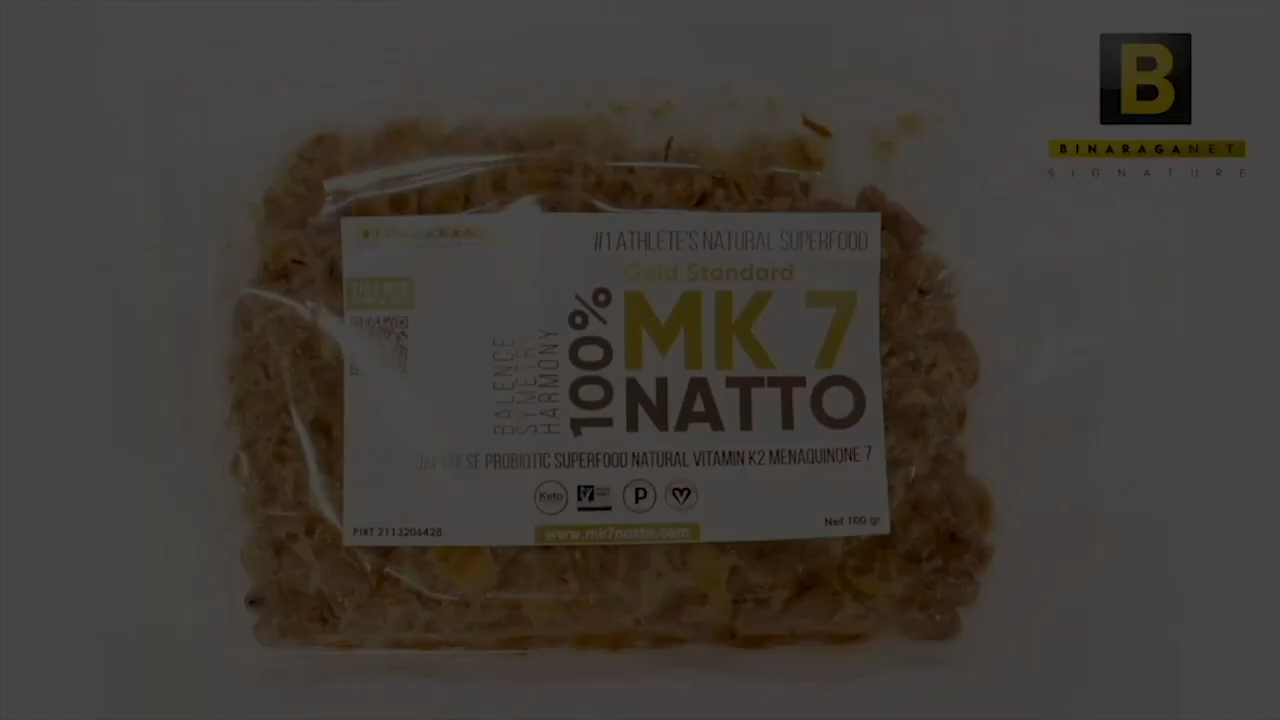 B
BINARAGANET
SIGNATURE
#1 ATHLETE'S NATURAL SUPERFOOD
Gold Standard
100%
MK 7
NATTO
BALENCE
SYMETRY
HARMONY
JAPANESE PROBIOTIC SUPERFOOD NATURAL VITAMIN K2 MENAQUINONE 7
Keto
P
PIRT 2113206428
www.mk7natto.com
Net 100 gr